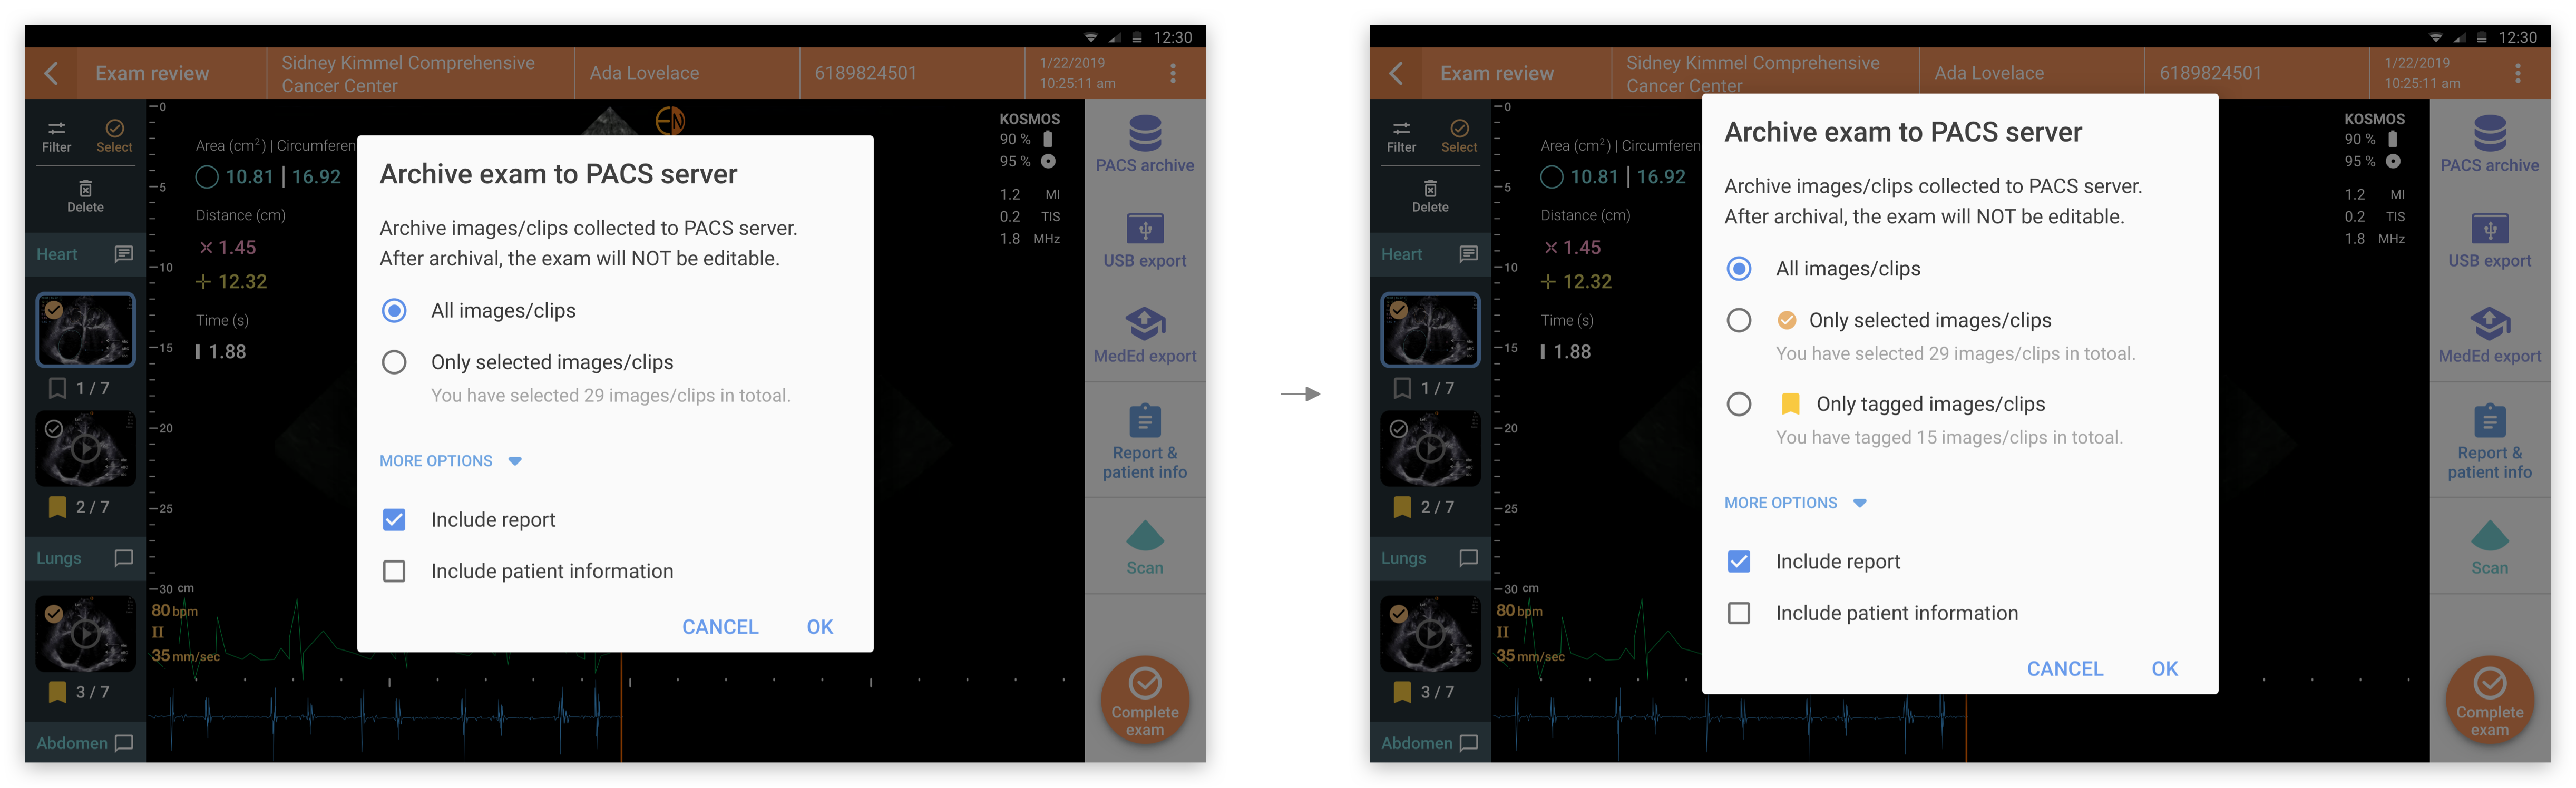 12:30
Exam review
Sidney Kimmel Comprehensive
Cancer Center
Ada Lovelace
6189824501
1/22/2019
10:25:11 am
Filter
Select
Delete
Heart
1 / 7
2 / 7
Lungs
3 / 7
Abdomen
0
5
10
15
20
25
30 cm
Area (cm²) | Circumferen
10.81 | 16.92
Distance (cm)
1.45
12.32
Time (s)
1.88
80 bpm
II
35 mm/sec
KOSMOS
90 %
95 %
1.2 MI
0.2 TIS
1.8 MHz
Archive exam to PACS server
Archive images/clips collected to PACS server.
After archival, the exam will NOT be editable.
All images/clips
Only selected images/clips
You have selected 29 images/clips in totoal.
MORE OPTIONS
Include report
Include patient information
CANCEL
OK
PACS archive
USB export
MedEd export
Report &
patient info
Scan
Complete
exam
12:30
Exam review
Sidney Kimmel Comprehensive
Cancer Center
Ada Lovelace
6189824501
1/22/2019
10:25:11 am
Filter
Select
Delete
Heart
1 / 7
2 / 7
Lungs
3 / 7
Abdomen
0
5
10
15
20
25
30 cm
Area (cm²) | Circumferen
10.81 | 16.92
Distance (cm)
1.45
12.32
Time (s)
1.88
80 bpm
II
35 mm/sec
KOSMOS
90 %
95 %
1.2 MI
0.2 TIS
1.8 MHz
Archive exam to PACS server
Archive images/clips collected to PACS server.
After archival, the exam will NOT be editable.
All images/clips
Only selected images/clips
You have selected 29 images/clips in totoal.
Only tagged images/clips
You have tagged 15 images/clips in totoal.
MORE OPTIONS
Include report
Include patient information
CANCEL
OK
PACS archive
USB export
MedEd export
Report &
patient info
Scan
Complete
exam